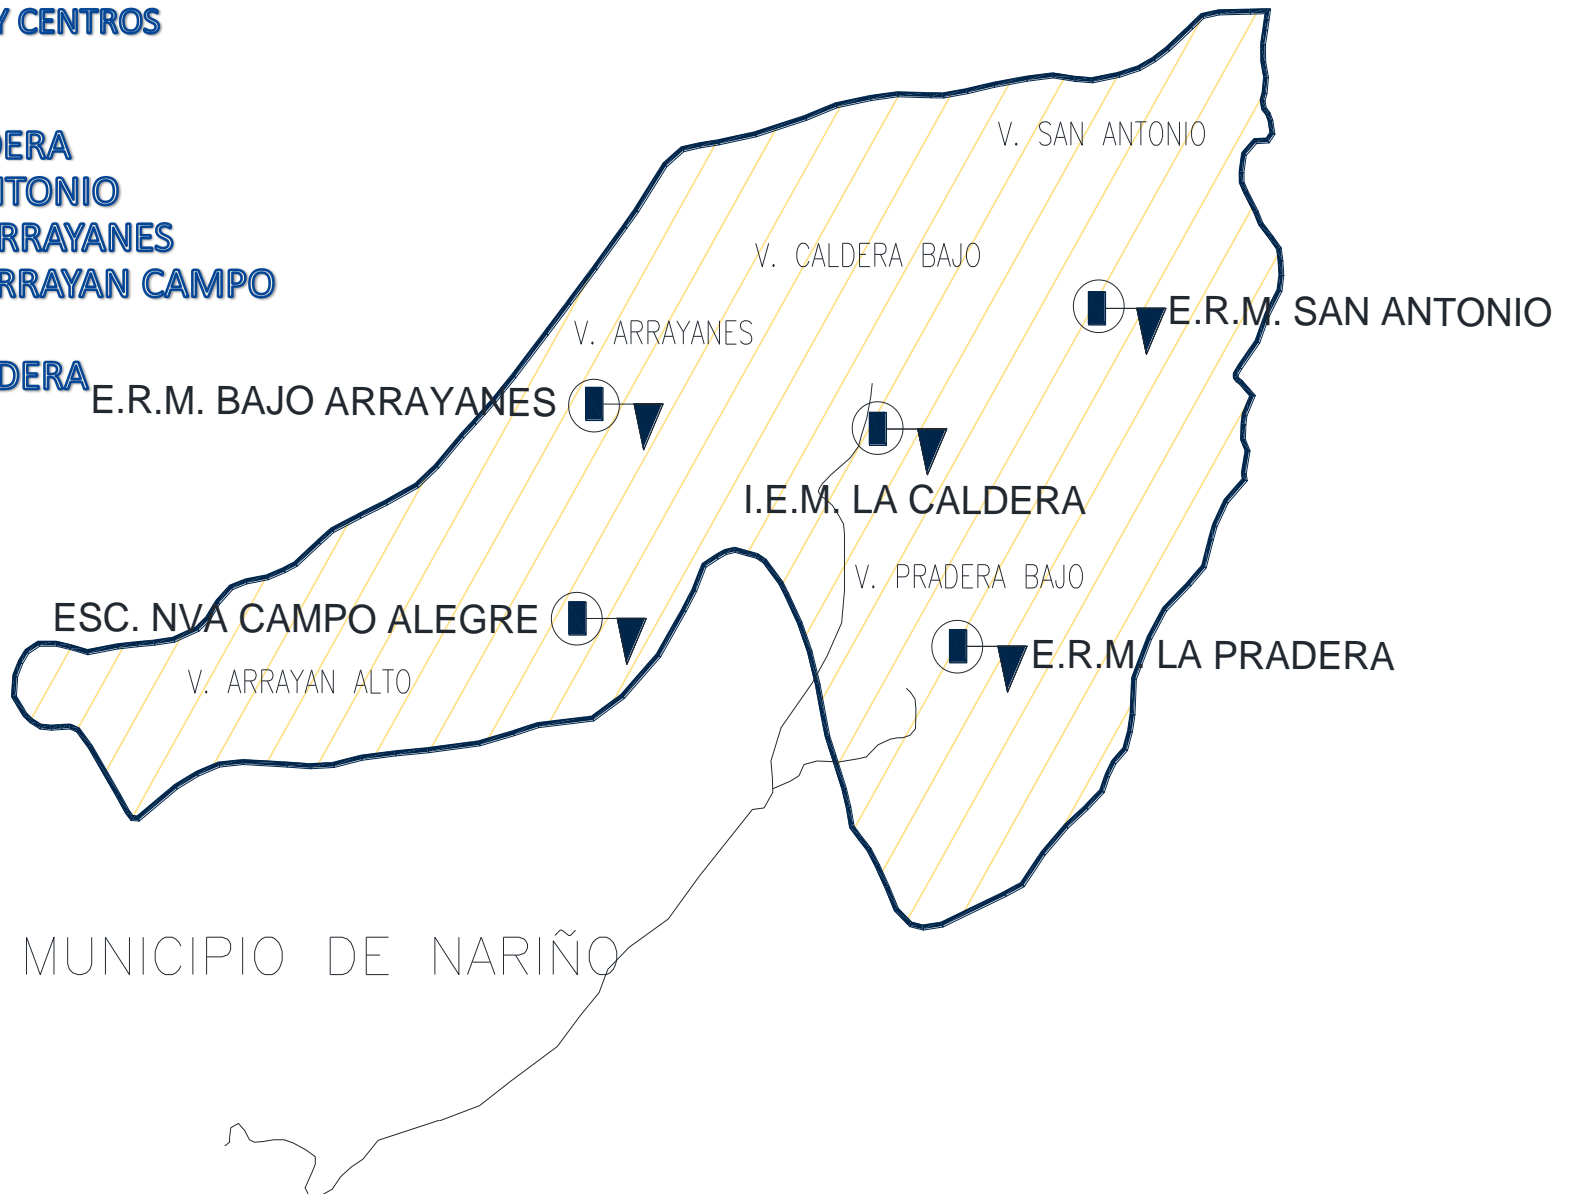 Y CENTROS
DERA
NTONIO
RRAYANES
RRAYAN CAMPO
DERA
V. SAN ANTONIO
V. CALDERA BAJO
E.R.M. SAN ANTONIO
V. ARRAYANES
E.R.M. BAJO ARRAYANES
I.E.M. LA CALDERA
V. PRADERA BAJO
ESC. NVA CAMPO ALEGRE
E.R.M. LA PRADERA
V. ARRAYAN ALTO
MUNICIPIO DE NARIÑO